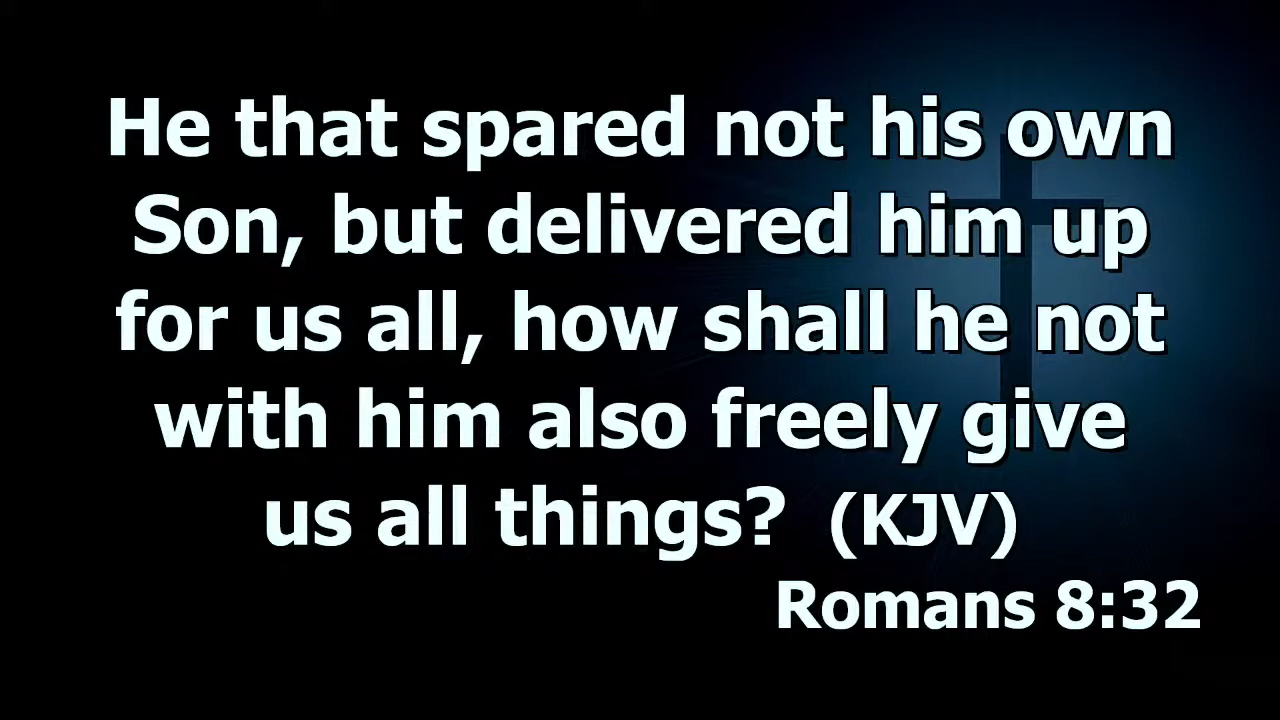 He that spared not his own
Son, but delivered him up
for us all, how shall he not
with him also freely give
us all things? (KJV)
Romans 8:32